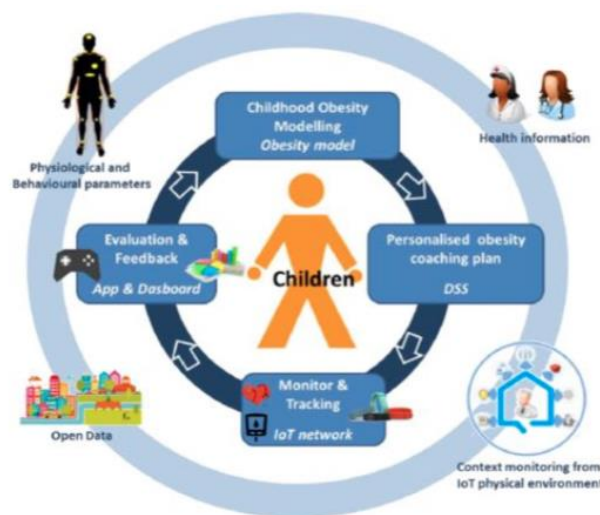 Childhood Obesity
Modelling
Obesity model
Health information
Physiological and
Behavioural parameters
Evaluation &
Feedback
App & Dasboard
Children
Personalised obesity
coaching plan
DSS
Monitor &
Tracking
IoT network
Open Data
Context monitoring from
IoT physical environment